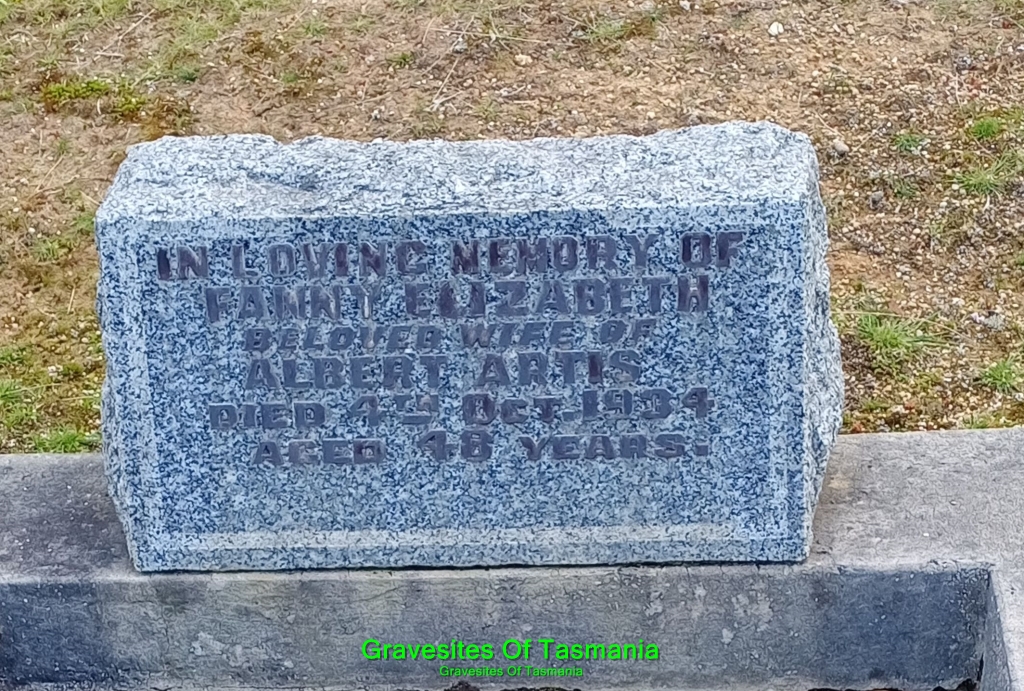 IN LOVING MEMORY OF
FANNY ELIZABETH
BELOVED WIFE OF
ALBERT ARTIS
DIED 4TH OCT. 1934
AGED 48 YEARS.
Gravesites Of Tasmania
Gravesites Of Tasmania